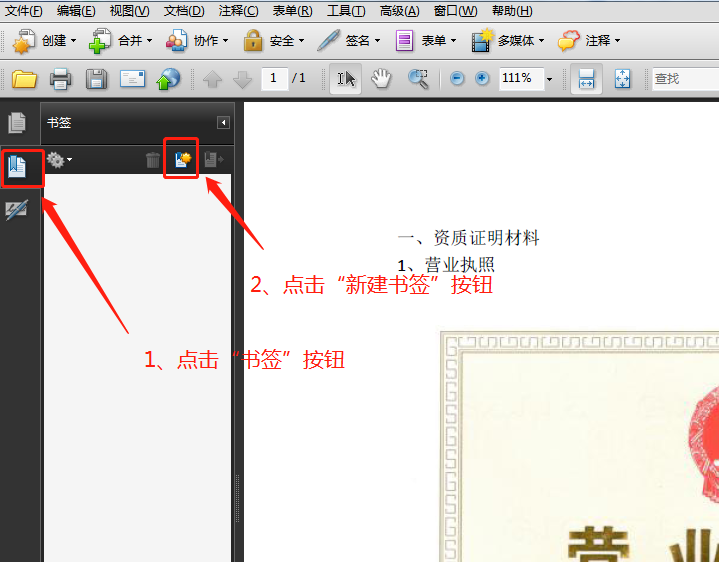 文件(F) 编辑(E) 视图(V) 文档(D) 注释(C) 表单(R) 工具(T) 高级(A) 窗口(W) 帮助(H)
创建 合并 协作 安全 签名 表单 多媒体 注释
1 / 1 111% 查找
书签
一、资质证明材料
1、营业执照
2、点击“新建书签”按钮
1、点击“书签”按钮
营业